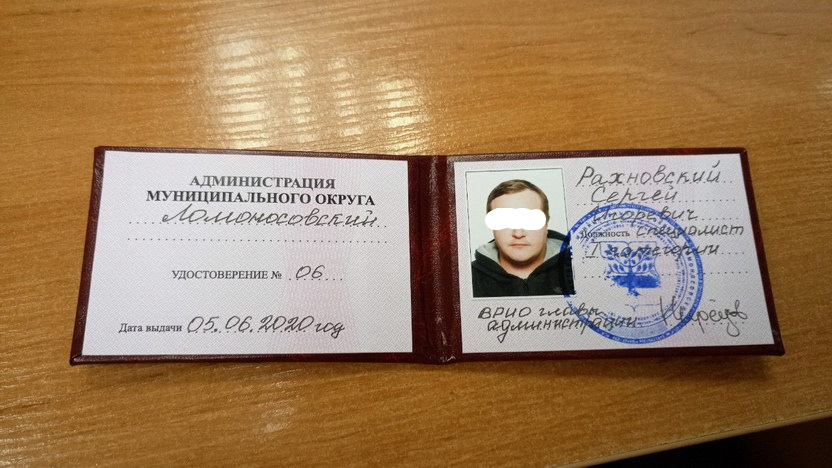 АДМИНИСТРАЦИЯ
МУНИЦИПАЛЬНОГО ОКРУГА
Ломоносовский
УДОСТОВЕРЕНИЕ № 06
Дата выдачи 05.06.2020 год
Рахновский
Сергей
Игоревич
Должность специалист
1 категории
ВРИО главы
администрации